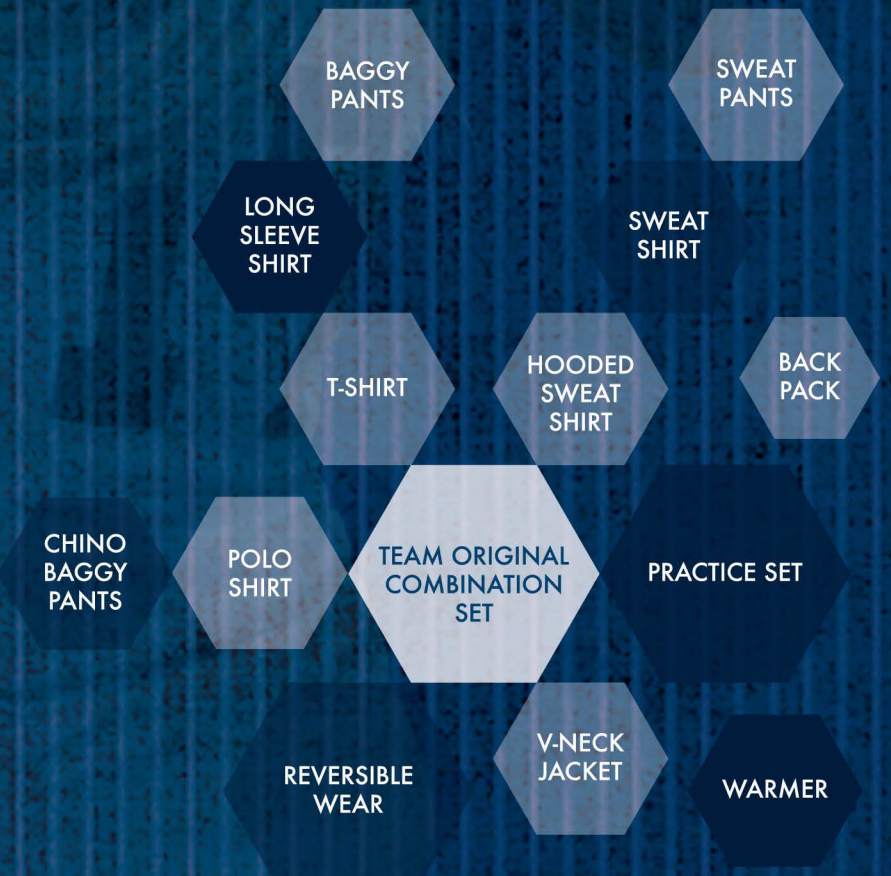 BAGGY
PANTS
SWEAT
PANTS
LONG
SLEEVE
SHIRT
SWEAT
SHIRT
T-SHIRT
HOODED
SWEAT
SHIRT
BACK
PACK
CHINO
BAGGY
PANTS
POLO
SHIRT
TEAM ORIGINAL
COMBINATION
SET
PRACTICE SET
REVERSIBLE
WEAR
V-NECK
JACKET
WARMER